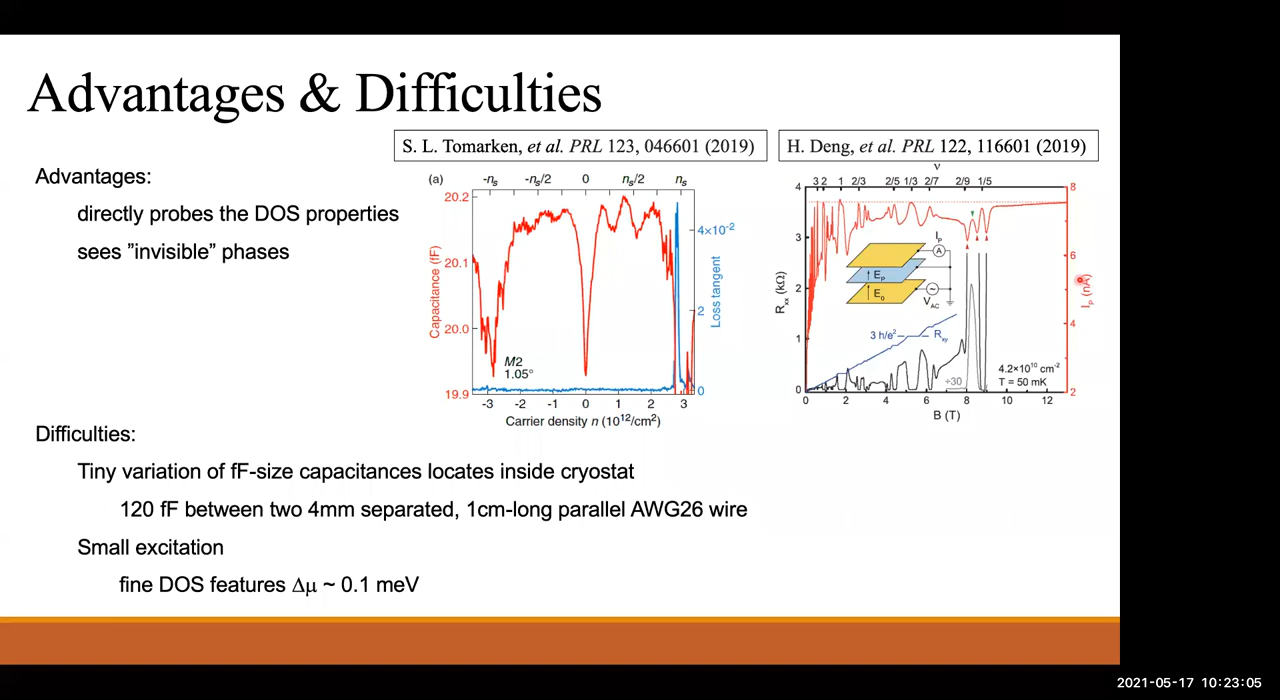 Advantages & Difficulties
S. L. Tomarken, et al. PRL 123, 046601 (2019)
H. Deng, et al. PRL 122, 116601 (2019)
Advantages:
directly probes the DOS properties
sees ”invisible” phases
(a)
-nₛ -nₛ/2 0 nₛ/2 nₛ
20.2
20.1
20.0
19.9
Capacitance (fF)
4×10⁻²
2
0
Loss tangent
M2
1.05°
-3 -2 -1 0 1 2 3
Carrier density n (10¹²/cm²)
ν
3 2 1 2/3 2/5 1/3 2/7 2/9 1/5
4
3
2
1
0
Rₓₓ (kΩ)
8
6
4
2
Iₚ (nA)
Iₚ
A
Eₚ
E₀
V_AC
3 h/e²
Rₓᵧ
÷30
4.2×10¹⁰ cm⁻²
T = 50 mK
0 2 4 6 8 10 12
B (T)
Difficulties:
Tiny variation of fF-size capacitances locates inside cryostat
120 fF between two 4mm separated, 1cm-long parallel AWG26 wire
Small excitation
fine DOS features Δμ ~ 0.1 meV
2021-05-17 10:23:05